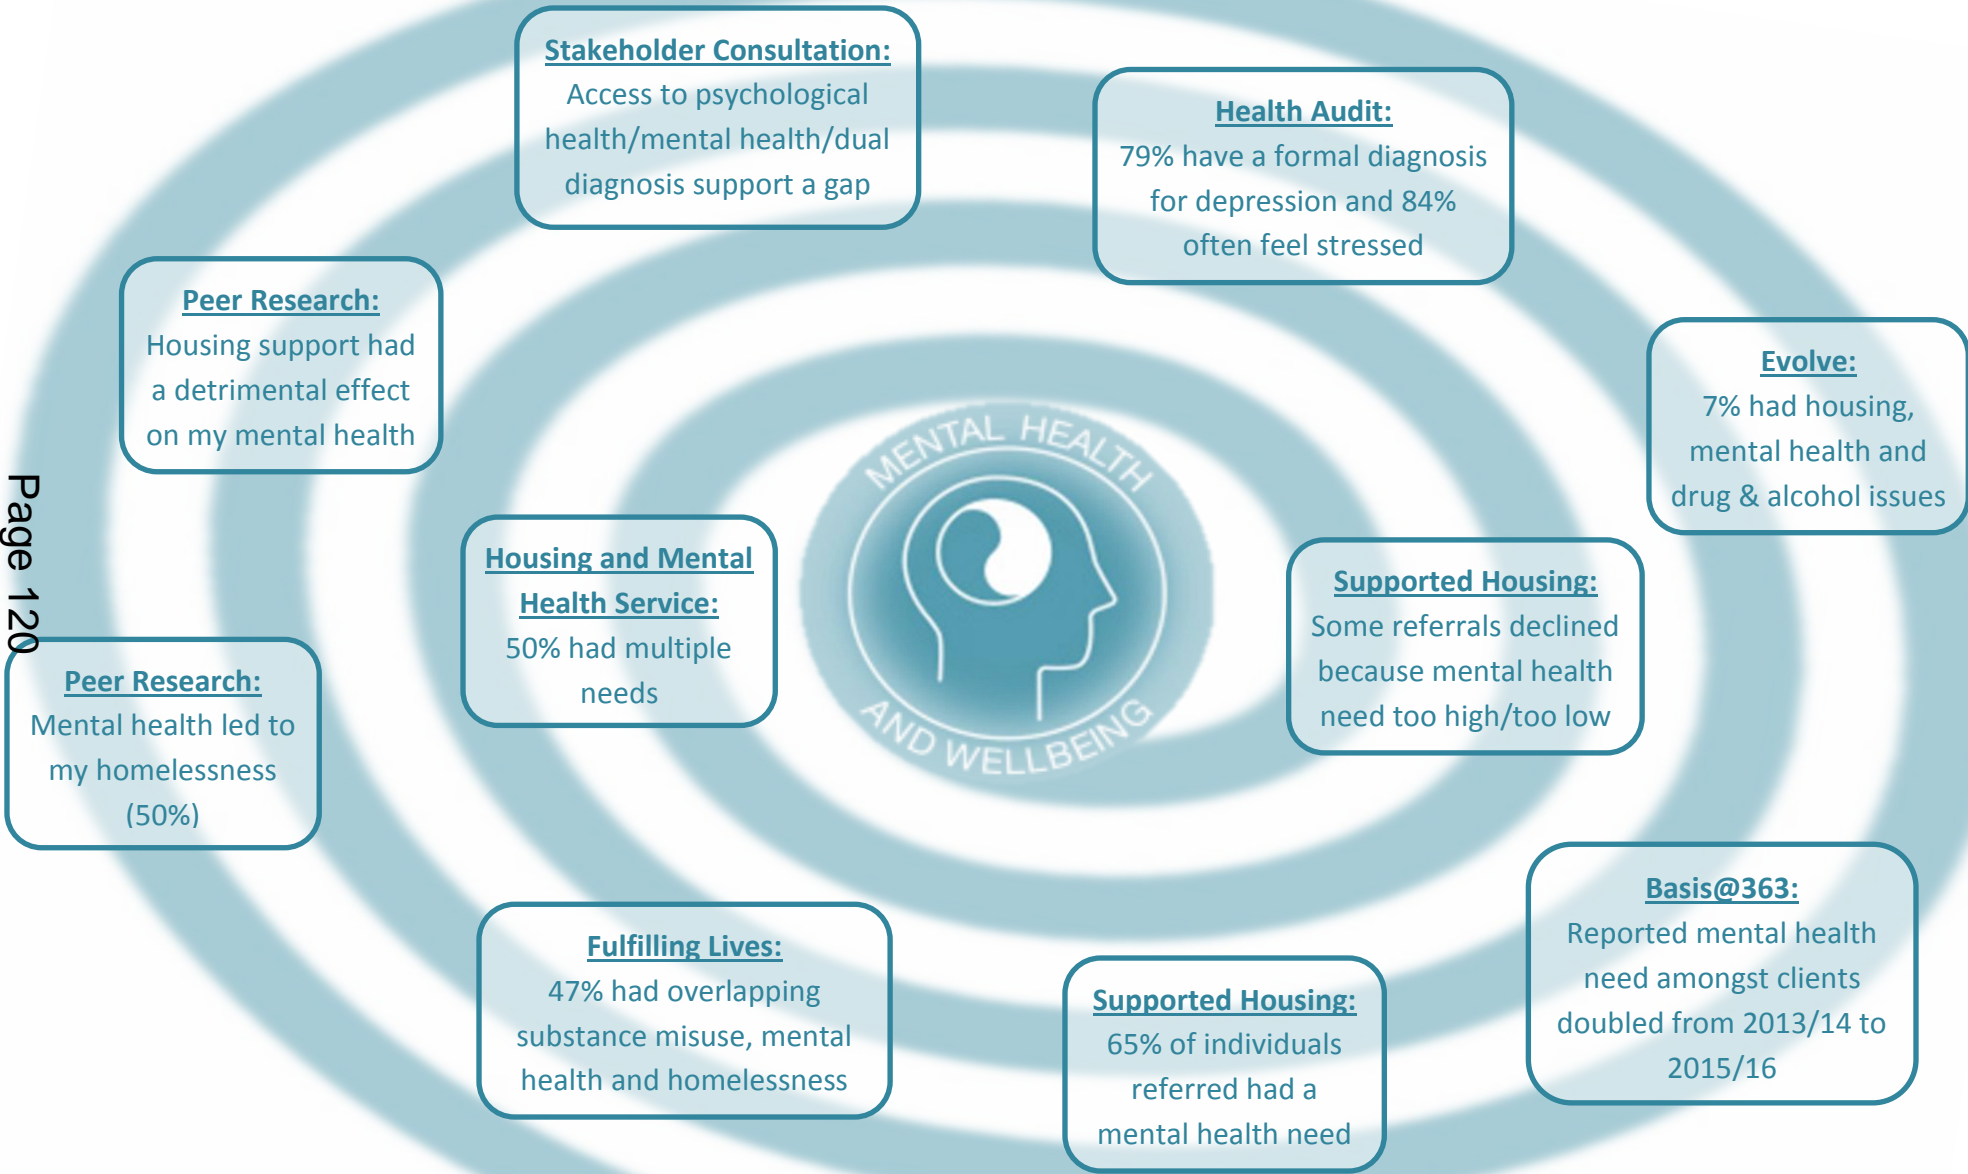 Stakeholder Consultation:
Access to psychological
health/mental health/dual
diagnosis support a gap
Health Audit:
79% have a formal diagnosis
for depression and 84%
often feel stressed
Peer Research:
Housing support had
a detrimental effect
on my mental health
Evolve:
7% had housing,
mental health and
drug & alcohol issues
MENTAL HEALTH
AND WELLBEING
Housing and Mental
Health Service:
50% had multiple
needs
Supported Housing:
Some referrals declined
because mental health
need too high/too low
Page 120
Peer Research:
Mental health led to
my homelessness
(50%)
Fulfilling Lives:
47% had overlapping
substance misuse, mental
health and homelessness
Supported Housing:
65% of individuals
referred had a
mental health need
Basis@363:
Reported mental health
need amongst clients
doubled from 2013/14 to
2015/16